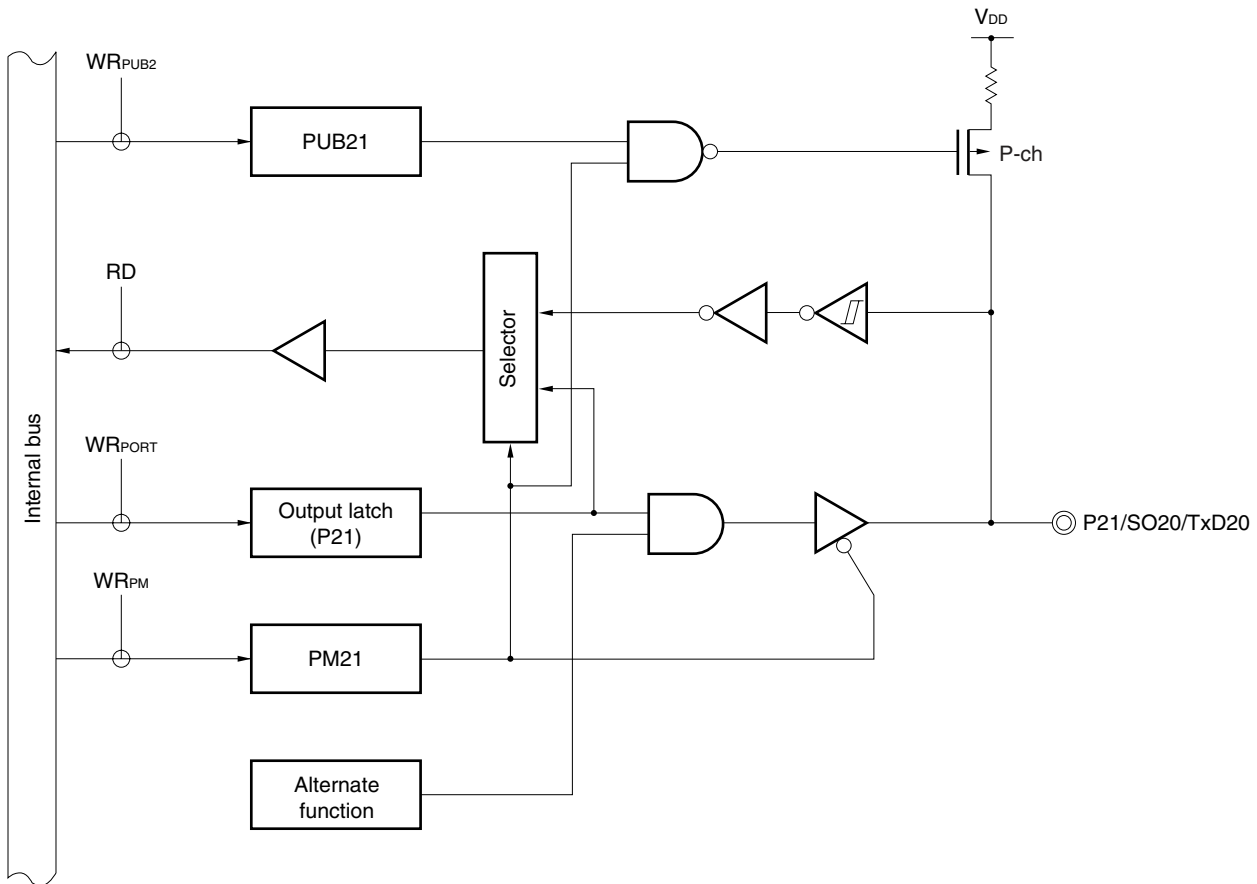 VDD
WRPUB2
PUB21
P-ch
RD
Selector
Internal bus
WRPORT
Output latch
(P21)
P21/SO20/TxD20
WRPM
PM21
Alternate
function